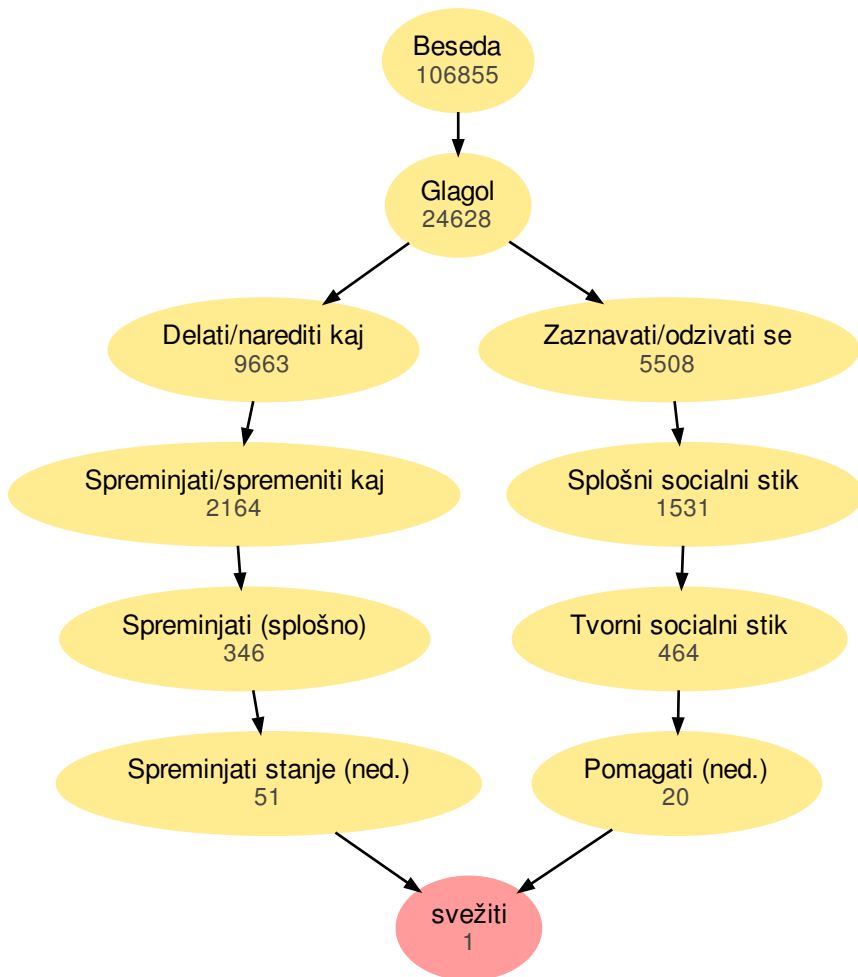 Beseda
106855
Glagol
24628
Delati/narediti kaj
9663
Zaznavati/odzivati se
5508
Spreminjati/spremeniti kaj
2164
Splošni socialni stik
1531
Spreminjati (splošno)
346
Tvorni socialni stik
464
Spreminjati stanje (ned.)
51
Pomagati (ned.)
20
svežiti
1